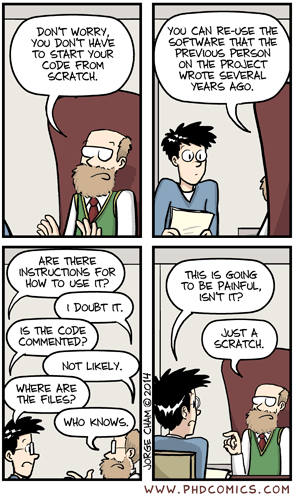 DON'T WORRY,
YOU DON'T HAVE
TO START YOUR
CODE FROM
SCRATCH.
YOU CAN RE-USE THE
SOFTWARE THAT THE
PREVIOUS PERSON
ON THE PROJECT
WROTE SEVERAL
YEARS AGO.
ARE THERE
INSTRUCTIONS FOR
HOW TO USE IT?
I DOUBT IT.
IS THE CODE
COMMENTED?
NOT LIKELY.
WHERE ARE
THE FILES?
WHO KNOWS.
JORGE CHAM © 2014
THIS IS GOING
TO BE PAINFUL,
ISN'T IT?
JUST A
SCRATCH.
WWW.PHDCOMICS.COM